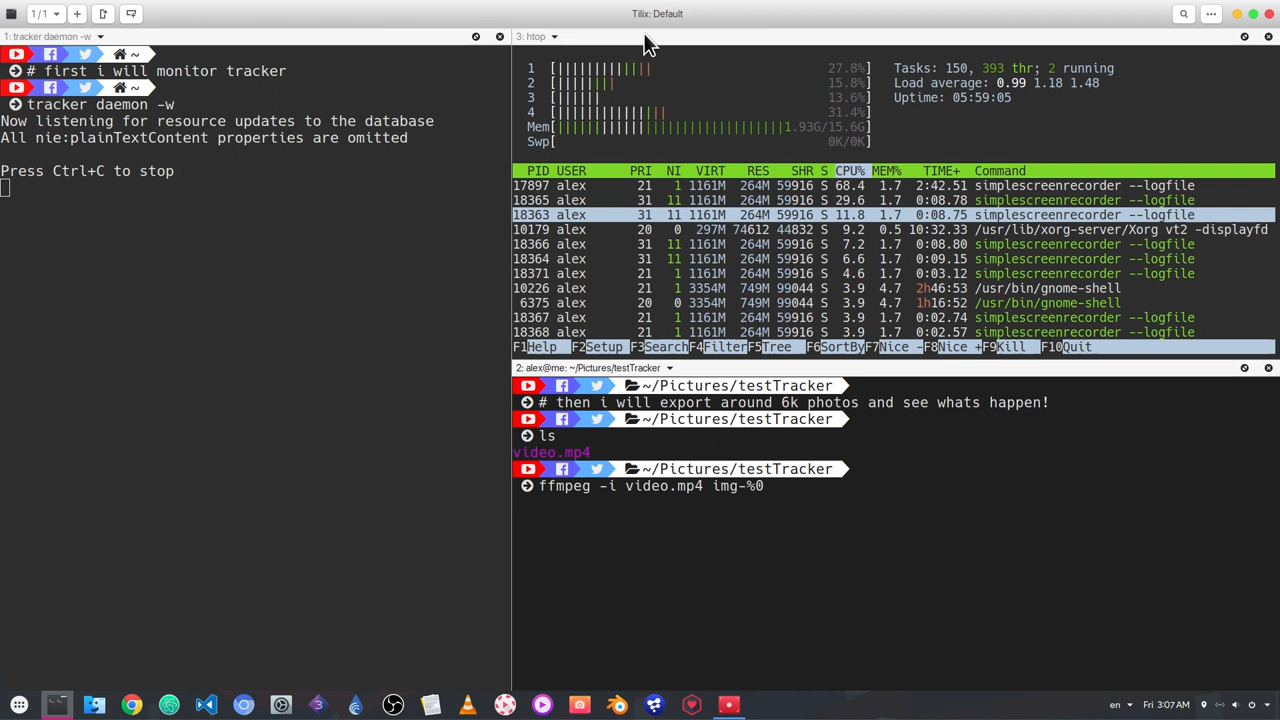 Tilix: Default
1 / 1
1: tracker daemon -w
~
# first i will monitor tracker
~
tracker daemon -w
Now listening for resource updates to the database
All nie:plainTextContent properties are omitted
Press Ctrl+C to stop
3: htop
1 [||||||||||||||| 27.8%] Tasks: 150, 393 thr; 2 running
2 [||||||||| 15.8%] Load average: 0.99 1.18 1.48
3 [||||||| 13.6%] Uptime: 05:59:05
4 [||||||||||||||||| 31.4%]
Mem[|||||||||||||||||||||||||||||||||||1.93G/15.6G]
Swp[ 0K/0K]
PID USER PRI NI VIRT RES SHR S CPU% MEM% TIME+ Command
17897 alex 21 1 1161M 264M 59916 S 68.4 1.7 2:42.51 simplescreenrecorder --logfile
18365 alex 31 11 1161M 264M 59916 S 29.6 1.7 0:08.78 simplescreenrecorder --logfile
18363 alex 31 11 1161M 264M 59916 S 11.8 1.7 0:08.75 simplescreenrecorder --logfile
10179 alex 20 0 297M 74612 44832 S 9.2 0.5 10:32.33 /usr/lib/xorg-server/Xorg vt2 -displayfd
18366 alex 31 11 1161M 264M 59916 S 7.2 1.7 0:08.80 simplescreenrecorder --logfile
18364 alex 31 11 1161M 264M 59916 S 6.6 1.7 0:09.15 simplescreenrecorder --logfile
18371 alex 21 1 1161M 264M 59916 S 4.6 1.7 0:03.12 simplescreenrecorder --logfile
10226 alex 21 1 3354M 749M 99044 S 3.9 4.7 2h46:53 /usr/bin/gnome-shell
6375 alex 20 0 3354M 749M 99044 S 3.9 4.7 1h16:52 /usr/bin/gnome-shell
18367 alex 21 1 1161M 264M 59916 S 3.9 1.7 0:02.74 simplescreenrecorder --logfile
18368 alex 21 1 1161M 264M 59916 S 3.9 1.7 0:02.57 simplescreenrecorder --logfile
F1Help F2Setup F3SearchF4FilterF5Tree F6SortByF7Nice -F8Nice +F9Kill F10Quit
2: alex@me: ~/Pictures/testTracker
~/Pictures/testTracker
# then i will export around 6k photos and see whats happen!
~/Pictures/testTracker
ls
video.mp4
~/Pictures/testTracker
ffmpeg -i video.mp4 img-%0
en Fri 3:07 AM